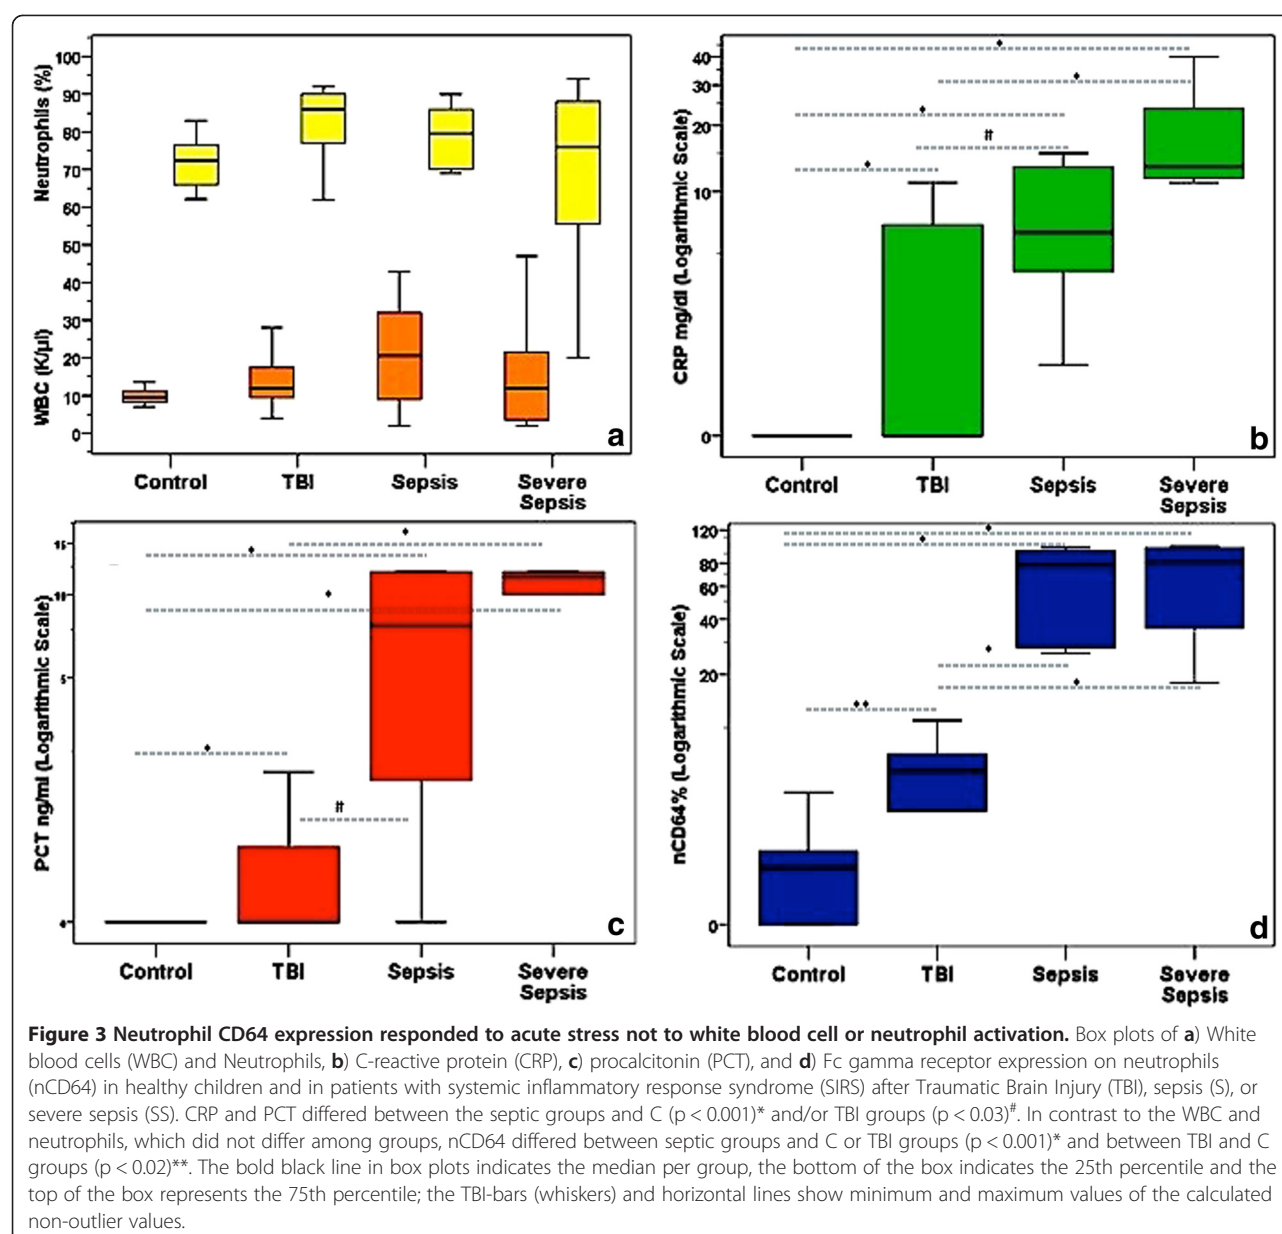 Neutrophils (%)
WBC (K/µl)
100
90
80
70
60
50
40
30
20
10
0
a
Control
TBI
Sepsis
Severe
Sepsis
CRP mg/dl (Logarithmic Scale)
40
30
20
10
0
#
b
Control
TBI
Sepsis
Severe
Sepsis
PCT ng/ml (Logarithmic Scale)
15
10
5
#
c
Control
TBI
Sepsis
Severe
Sepsis
nCD64% (Logarithmic Scale)
120
80
60
40
20
0
d
Control
TBI
Sepsis
Severe
Sepsis
Figure 3 Neutrophil CD64 expression responded to acute stress not to white blood cell or neutrophil activation. Box plots of a) White
blood cells (WBC) and Neutrophils, b) C-reactive protein (CRP), c) procalcitonin (PCT), and d) Fc gamma receptor expression on neutrophils
(nCD64) in healthy children and in patients with systemic inflammatory response syndrome (SIRS) after Traumatic Brain Injury (TBI), sepsis (S), or
severe sepsis (SS). CRP and PCT differed between the septic groups and C (p < 0.001)* and/or TBI groups (p < 0.03)#. In contrast to the WBC and
neutrophils, which did not differ among groups, nCD64 differed between septic groups and C or TBI groups (p < 0.001)* and between TBI and C
groups (p < 0.02)**. The bold black line in box plots indicates the median per group, the bottom of the box indicates the 25th percentile and the
top of the box represents the 75th percentile; the TBI-bars (whiskers) and horizontal lines show minimum and maximum values of the calculated
non-outlier values.